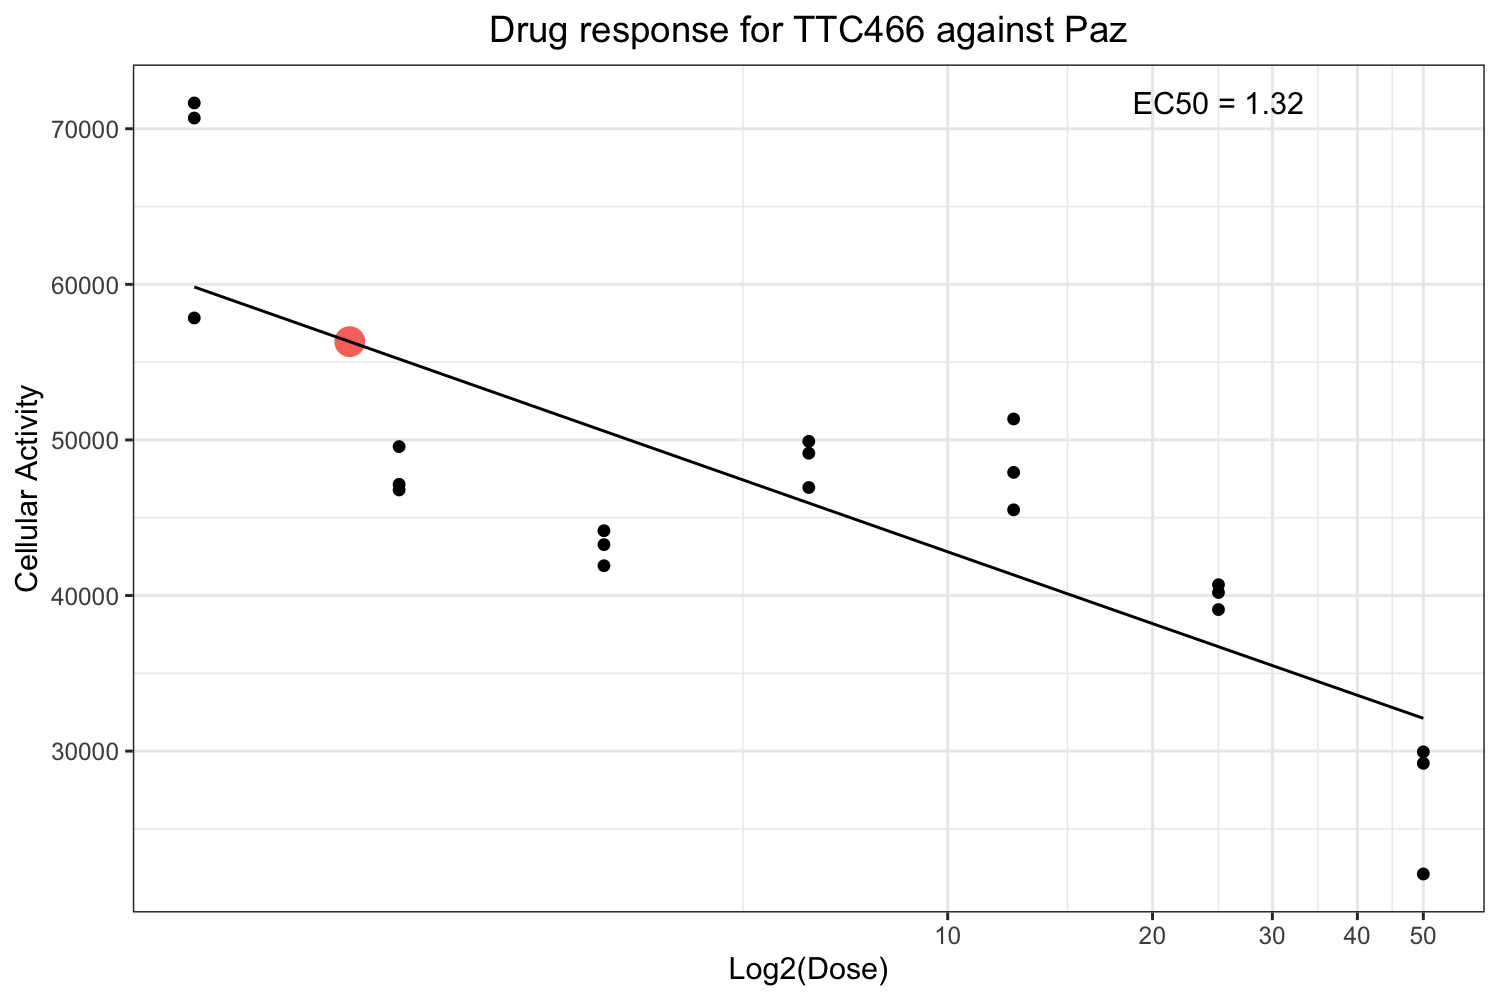 Drug response for TTC466 against Paz
EC50 = 1.32
70000
60000
50000
40000
30000
Cellular Activity
10 20 30 40 50
Log2(Dose)